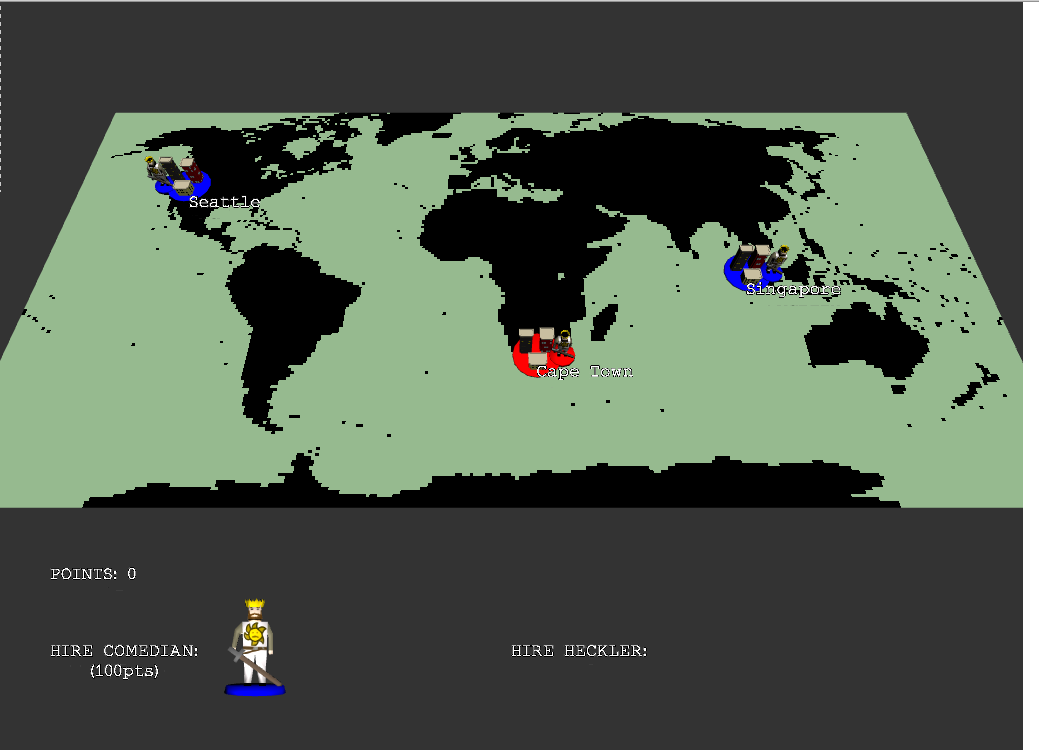 Seattle
Singapore
Cape Town
POINTS: 0
HIRE COMEDIAN:
(100pts)
HIRE HECKLER: